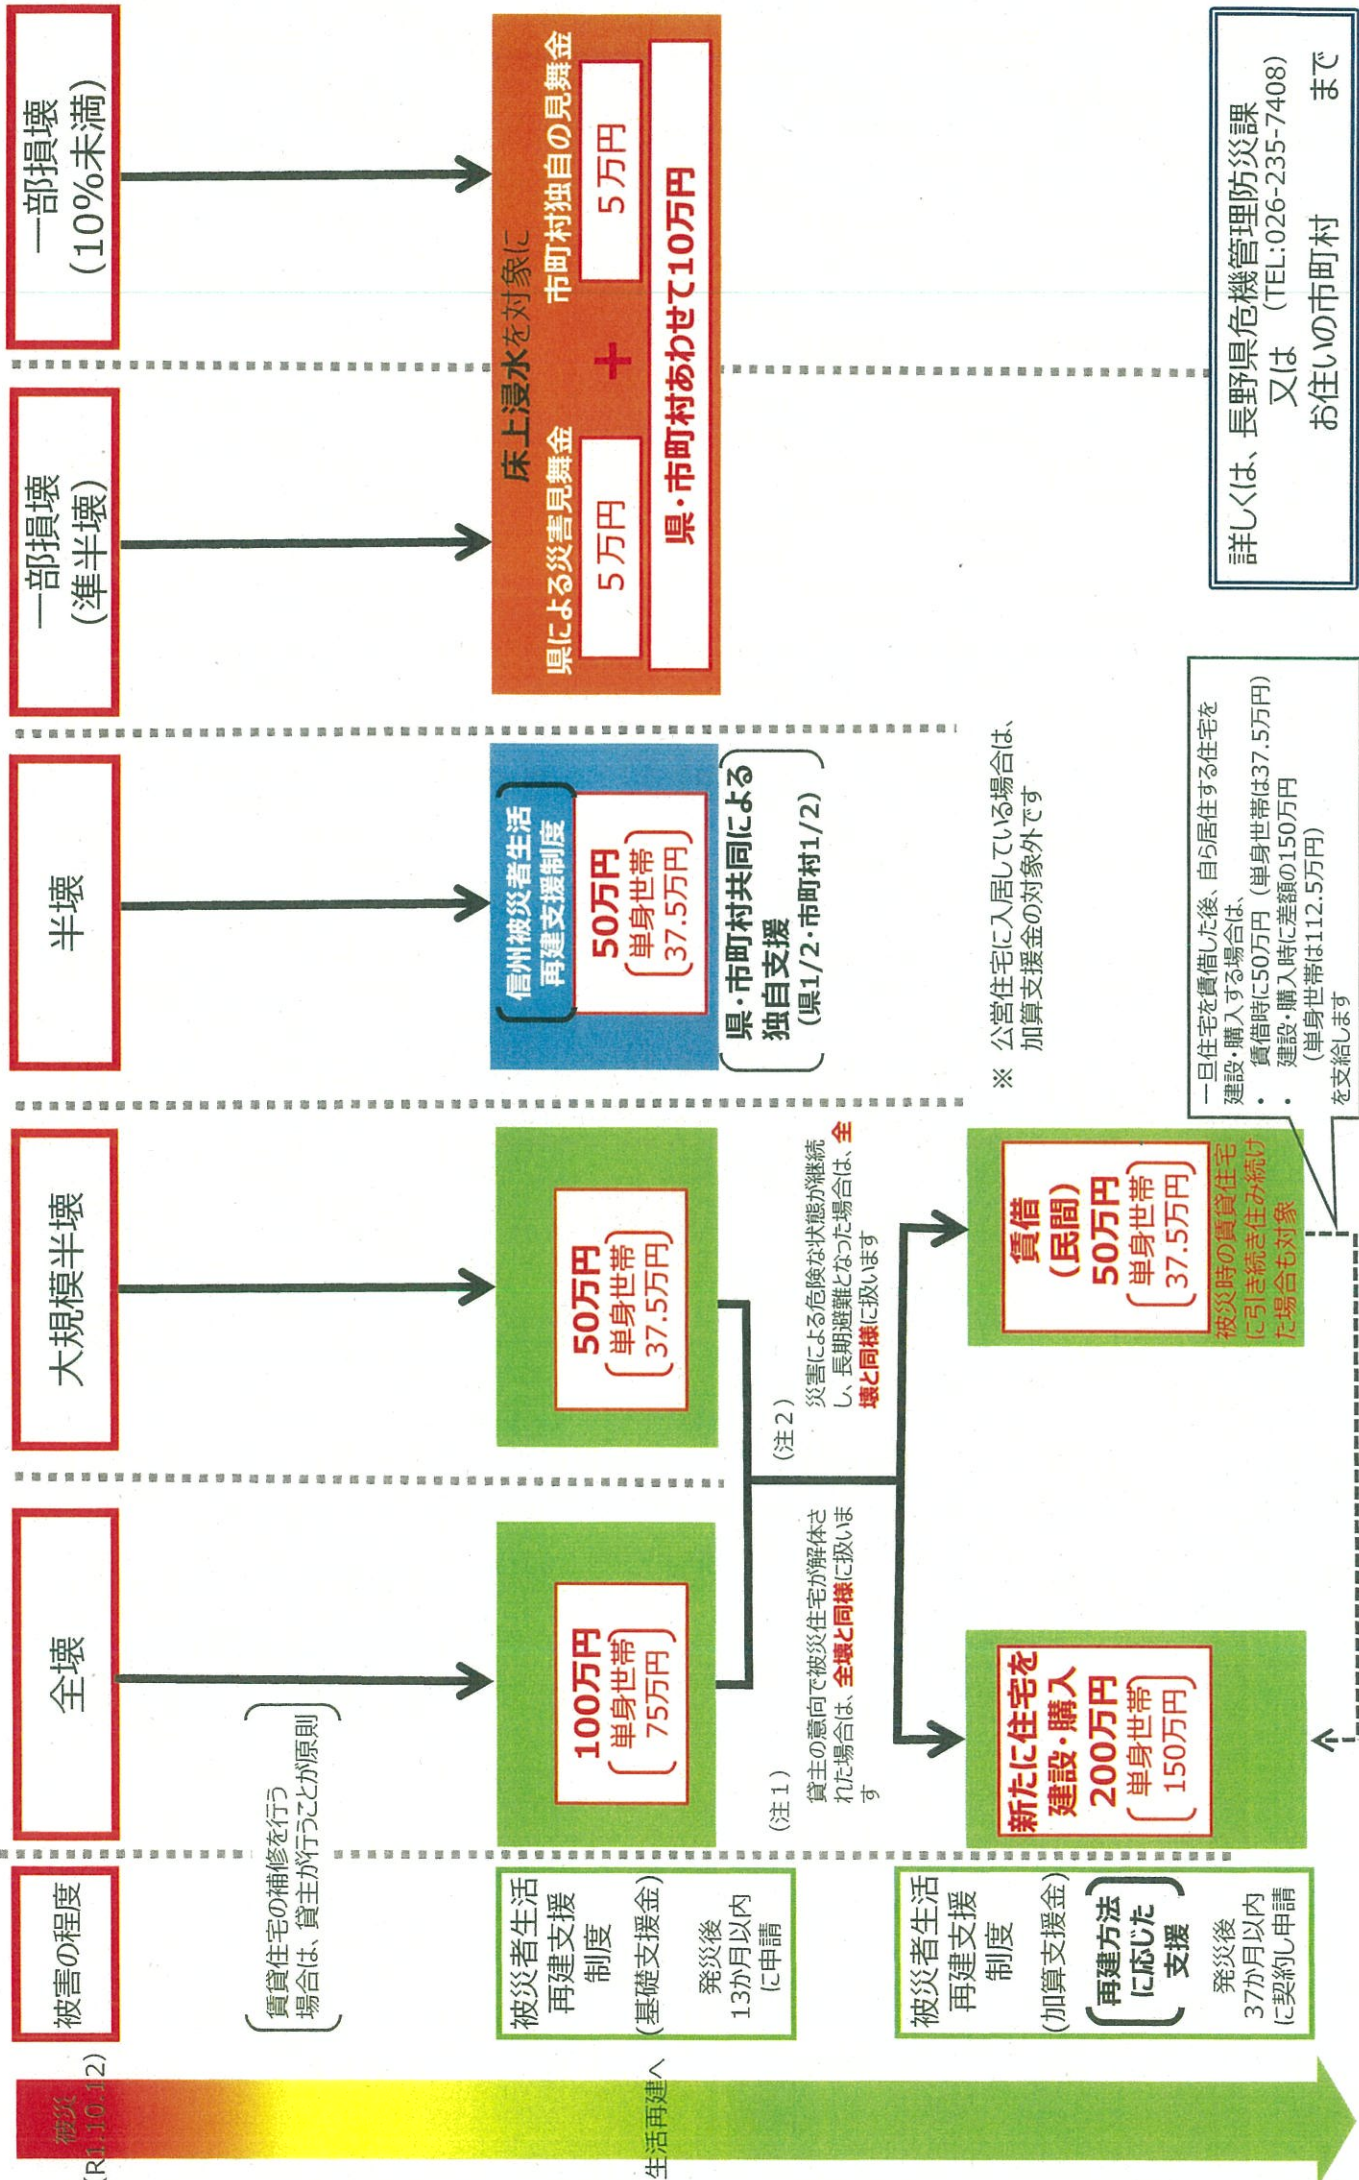 被災
(R1.10.12)
生活再建へ
被害の程度
全壊
大規模半壊
半壊
一部損壊
(準半壊)
一部損壊
(10%未満)
賃貸住宅の補修を行う
場合は、貸主が行うことが原則
被災者生活
再建支援
制度
(基礎支援金)
発災後
13か月以内
に申請
100万円
単身世帯
75万円
50万円
単身世帯
37.5万円
信州被災者生活
再建支援制度
50万円
単身世帯
37.5万円
県・市町村共同による
独自支援
(県1/2・市町村1/2)
床上浸水を対象に
県による災害見舞金
市町村独自の見舞金
5万円
+
5万円
県・市町村あわせて10万円
(注1)
貸主の意向で被災住宅が解体さ
れた場合は、全壊と同様に扱いま
す
(注2)
災害による危険な状態が継続
し、長期避難となった場合は、全
壊と同様に扱います
被災者生活
再建支援
制度
(加算支援金)
再建方法
に応じた
支援
発災後
37か月以内
に契約し申請
新たに住宅を
建設・購入
200万円
単身世帯
150万円
賃借
(民間)
50万円
単身世帯
37.5万円
被災時の賃貸住宅
に引き続き住み続け
た場合も対象
※ 公営住宅に入居している場合は、
加算支援金の対象外です
一旦住宅を賃借した後、自ら居住する住宅を
建設・購入する場合は、
・ 賃借時に50万円(単身世帯は37.5万円)
・ 建設・購入時に差額の150万円
(単身世帯は112.5万円)
を支給します
詳しくは、長野県危機管理防災課
(TEL:026-235-7408)
又は
お住いの市町村 まで